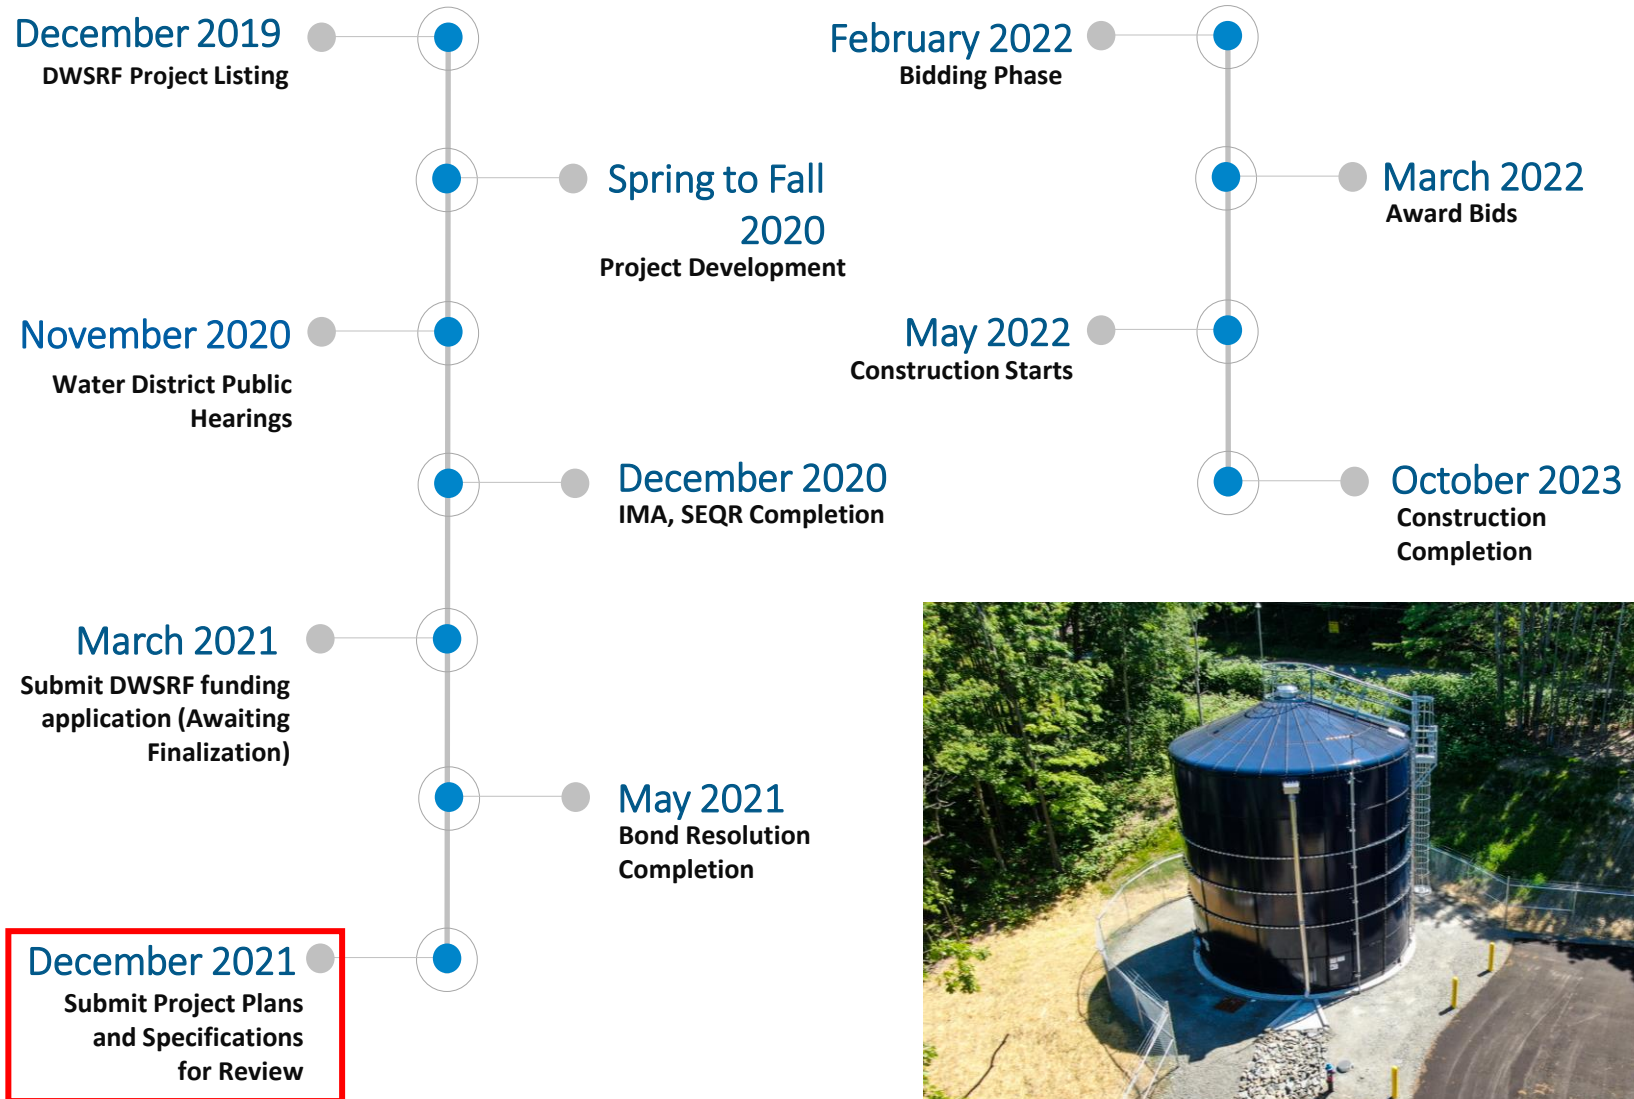 December 2019
DWSRF Project Listing
Spring to Fall
2020
Project Development
November 2020
Water District Public
Hearings
December 2020
IMA, SEQR Completion
March 2021
Submit DWSRF funding
application (Awaiting
Finalization)
May 2021
Bond Resolution
Completion
December 2021
Submit Project Plans
and Specifications
for Review
February 2022
Bidding Phase
March 2022
Award Bids
May 2022
Construction Starts
October 2023
Construction
Completion